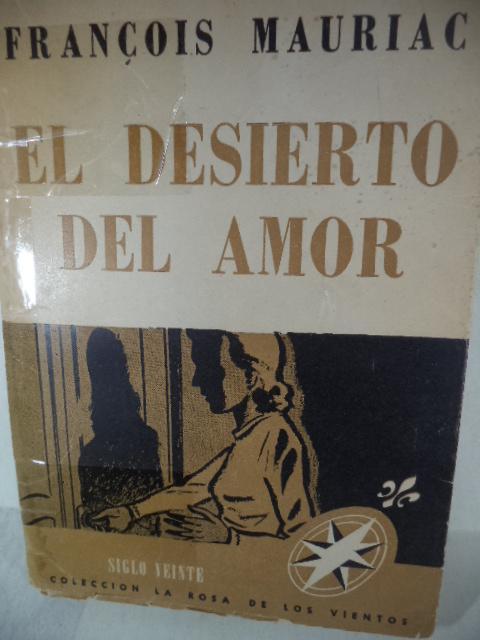 FRANÇOIS MAURIAC
EL DESIERTO
DEL AMOR
SIGLO VEINTE
COLECCION LA ROSA DE LOS VIENTOS